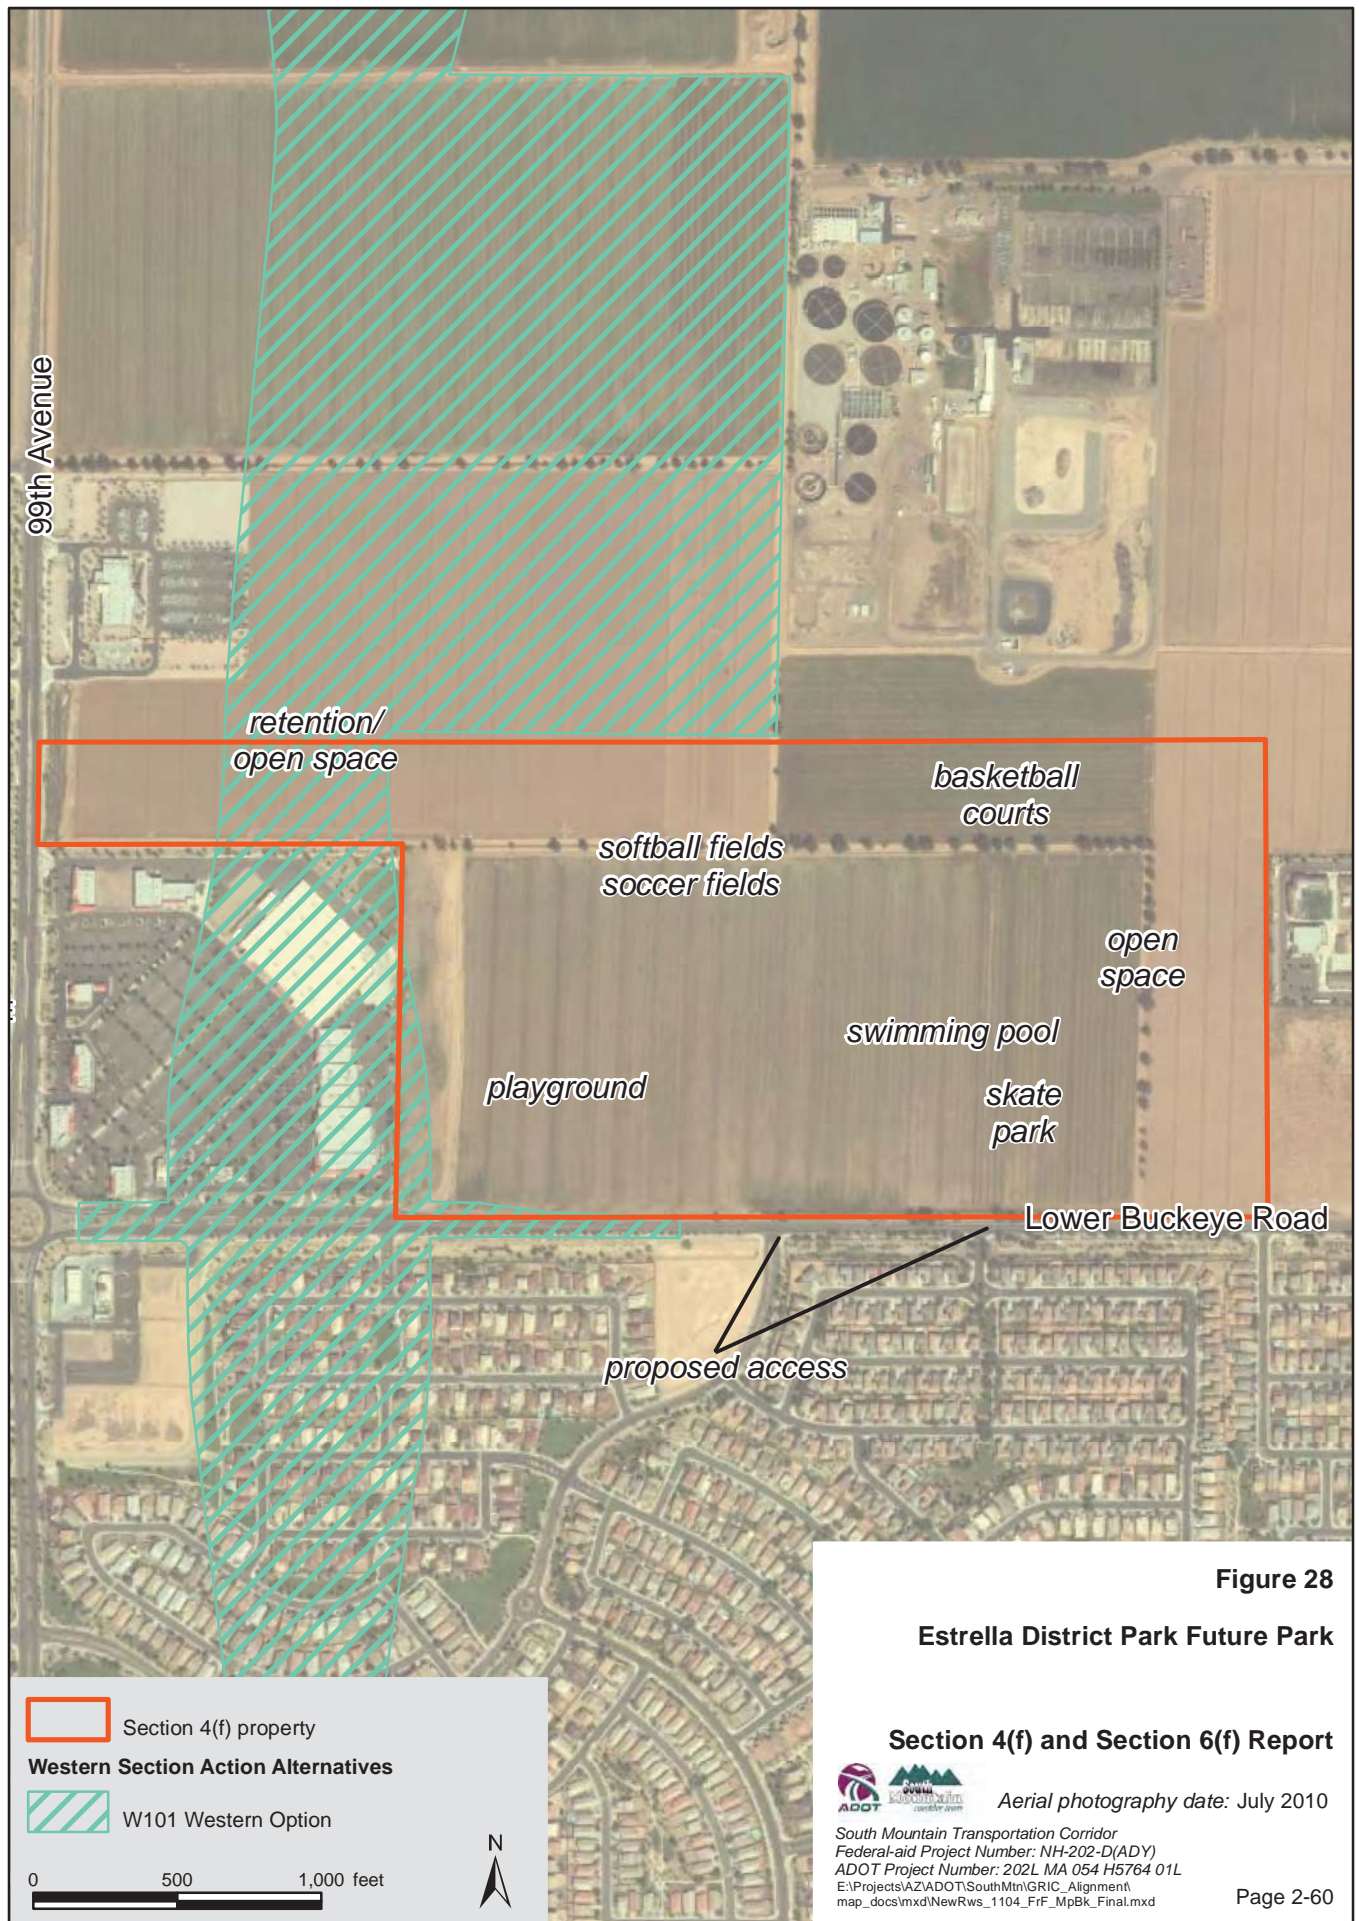 99th Avenue
retention/
open space
basketball
courts
softball fields
soccer fields
open
space
swimming pool
playground
skate
park
Lower Buckeye Road
proposed access
Figure 28
Estrella District Park Future Park
Section 4(f) and Section 6(f) Report
ADOT
South
Mountain
Aerial photography date: July 2010
South Mountain Transportation Corridor
Federal-aid Project Number: NH-202-D(ADY)
ADOT Project Number: 202L MA 054 H5764 01L
E:\Projects\AZ\ADOT\SouthMtn\GRIC_Alignment\
map_docs\mxd\NewRws_1104_FrF_MpBk_Final.mxd
Page 2-60
Section 4(f) property
Western Section Action Alternatives
W101 Western Option
N
0 500 1,000 feet